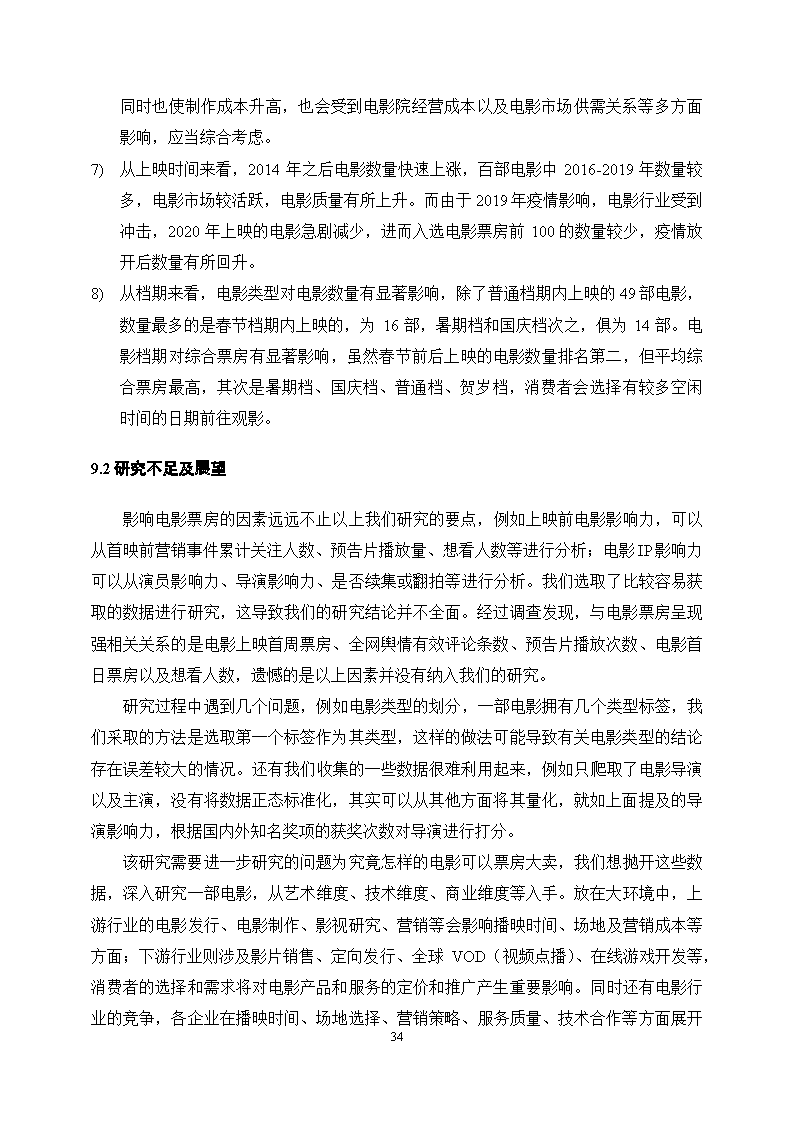 同时也使制作成本升高，也会受到电影院经营成本以及电影市场供需关系等多方面
影响，应当综合考虑。
7) 从上映时间来看，2014 年之后电影数量快速上涨，百部电影中 2016-2019 年数量较
多，电影市场较活跃，电影质量有所上升。而由于 2019 年疫情影响，电影行业受到
冲击，2020 年上映的电影急剧减少，进而入选电影票房前 100 的数量较少，疫情放
开后数量有所回升。
8) 从档期来看，电影类型对电影数量有显著影响，除了普通档期内上映的 49 部电影，
数量最多的是春节档期内上映的，为 16 部，暑期档和国庆档次之，俱为 14 部。电
影档期对综合票房有显著影响，虽然春节前后上映的电影数量排名第二，但平均综
合票房最高，其次是暑期档、国庆档、普通档、贺岁档，消费者会选择有较多空闲
时间的日期前往观影。
9.2 研究不足及展望
影响电影票房的因素远远不止以上我们研究的要点，例如上映前电影影响力，可以
从首映前营销事件累计关注人数、预告片播放量、想看人数等进行分析；电影 IP 影响力
可以从演员影响力、导演影响力、是否续集或翻拍等进行分析。我们选取了比较容易获
取的数据进行研究，这导致我们的研究结论并不全面。经过调查发现，与电影票房呈现
强相关关系的是电影上映首周票房、全网舆情有效评论条数、预告片播放次数、电影首
日票房以及想看人数，遗憾的是以上因素并没有纳入我们的研究。
研究过程中遇到几个问题，例如电影类型的划分，一部电影拥有几个类型标签，我
们采取的方法是选取第一个标签作为其类型，这样的做法可能导致有关电影类型的结论
存在误差较大的情况。还有我们收集的一些数据很难利用起来，例如只爬取了电影导演
以及主演，没有将数据正态标准化，其实可以从其他方面将其量化，就如上面提及的导
演影响力，根据国内外知名奖项的获奖次数对导演进行打分。
该研究需要进一步研究的问题为究竟怎样的电影可以票房大卖，我们想抛开这些数
据，深入研究一部电影，从艺术维度、技术维度、商业维度等入手。放在大环境中，上
游行业的电影发行、电影制作、影视研究、营销等会影响播映时间、场地及营销成本等
方面；下游行业则涉及影片销售、定向发行、全球 VOD（视频点播）、在线游戏开发等，
消费者的选择和需求将对电影产品和服务的定价和推广产生重要影响。同时还有电影行
业的竞争，各企业在播映时间、场地选择、营销策略、服务质量、技术合作等方面展开
34